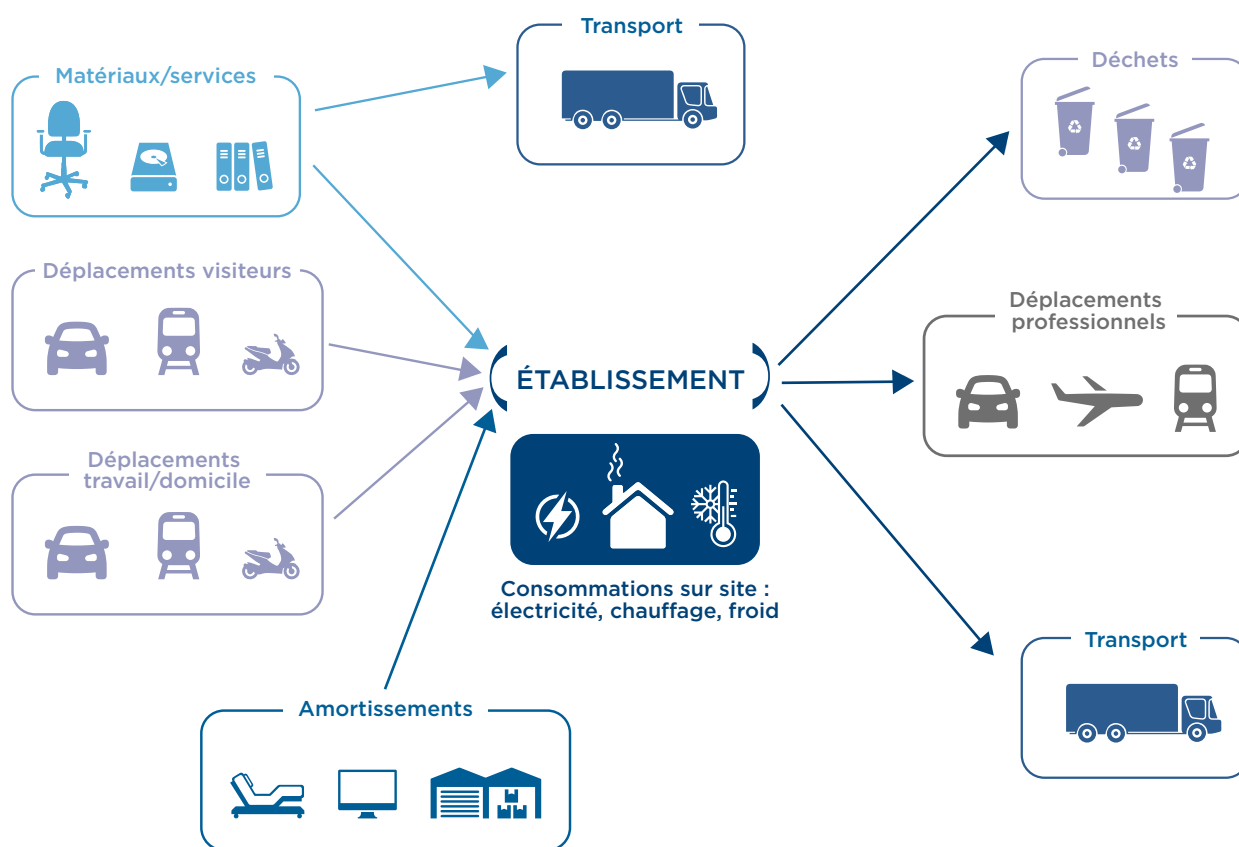 Transport
Matériaux/services
Déchets
Déplacements visiteurs
Déplacements
professionnels
ÉTABLISSEMENT
Déplacements
travail/domicile
Consommations sur site :
électricité, chauffage, froid
Transport
Amortissements